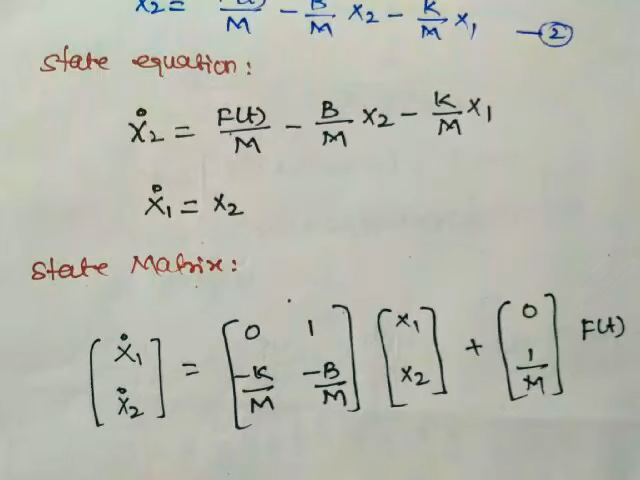 ẋ₂ = F(t)/M - B/M x₂ - K/M x₁ —②
State equation:
ẋ₂ = F(t)/M - B/M x₂ - K/M x₁
ẋ₁ = x₂
State Matrix:
[ẋ₁; ẋ₂] = [0 1; -K/M -B/M] [x₁; x₂] + [0; 1/M] F(t)